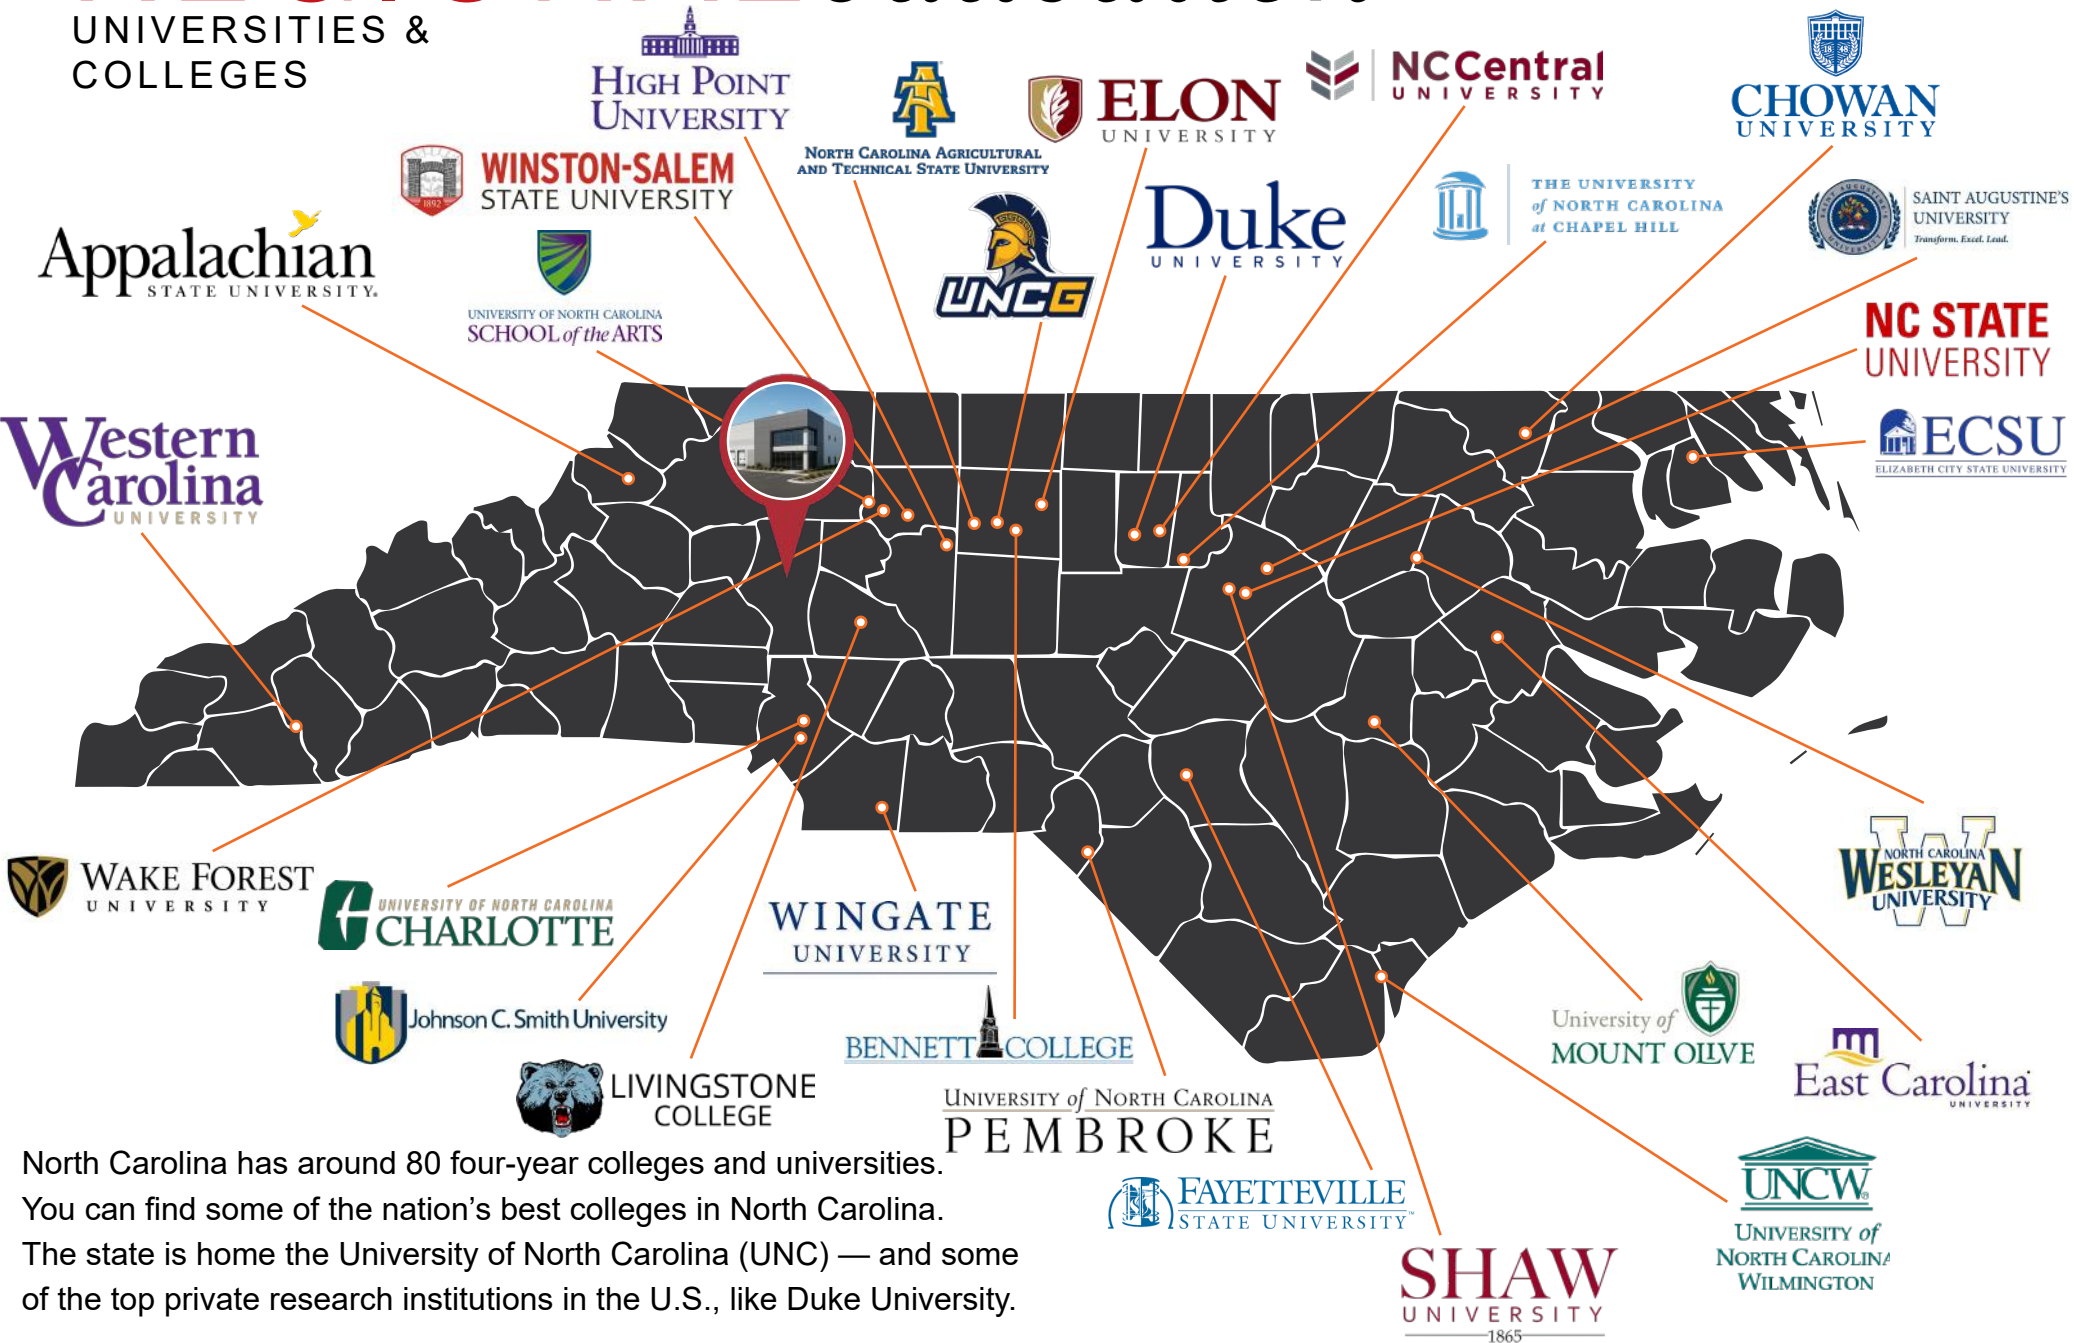 UNIVERSITIES &
COLLEGES
HIGH POINT
UNIVERSITY
NORTH CAROLINA AGRICULTURAL
AND TECHNICAL STATE UNIVERSITY
ELON
UNIVERSITY
NCCentral
UNIVERSITY
1848
CHOWAN
UNIVERSITY
1892
WINSTON-SALEM
STATE UNIVERSITY
Appalachian
STATE UNIVERSITY.
UNIVERSITY OF NORTH CAROLINA
SCHOOL of the ARTS
UNCG
Duke
UNIVERSITY
THE UNIVERSITY
of NORTH CAROLINA
at CHAPEL HILL
SAINT AUGUSTINE'S
UNIVERSITY
Transform. Excel. Lead.
NC STATE
UNIVERSITY
ECSU
ELIZABETH CITY STATE UNIVERSITY
Western
Carolina
UNIVERSITY
WAKE FOREST
UNIVERSITY
UNIVERSITY OF NORTH CAROLINA
CHARLOTTE
Johnson C. Smith University
LIVINGSTONE
COLLEGE
WINGATE
UNIVERSITY
BENNETT COLLEGE
UNIVERSITY of NORTH CAROLINA
PEMBROKE
FAYETTEVILLE
STATE UNIVERSITY
SHAW
UNIVERSITY
1865
W
NORTH CAROLINA
WESLEYAN
UNIVERSITY
University of
MOUNT OLIVE
East Carolina
UNIVERSITY
UNCW
UNIVERSITY of
NORTH CAROLINA
WILMINGTON
North Carolina has around 80 four-year colleges and universities.
You can find some of the nation's best colleges in North Carolina.
The state is home the University of North Carolina (UNC) — and some
of the top private research institutions in the U.S., like Duke University.